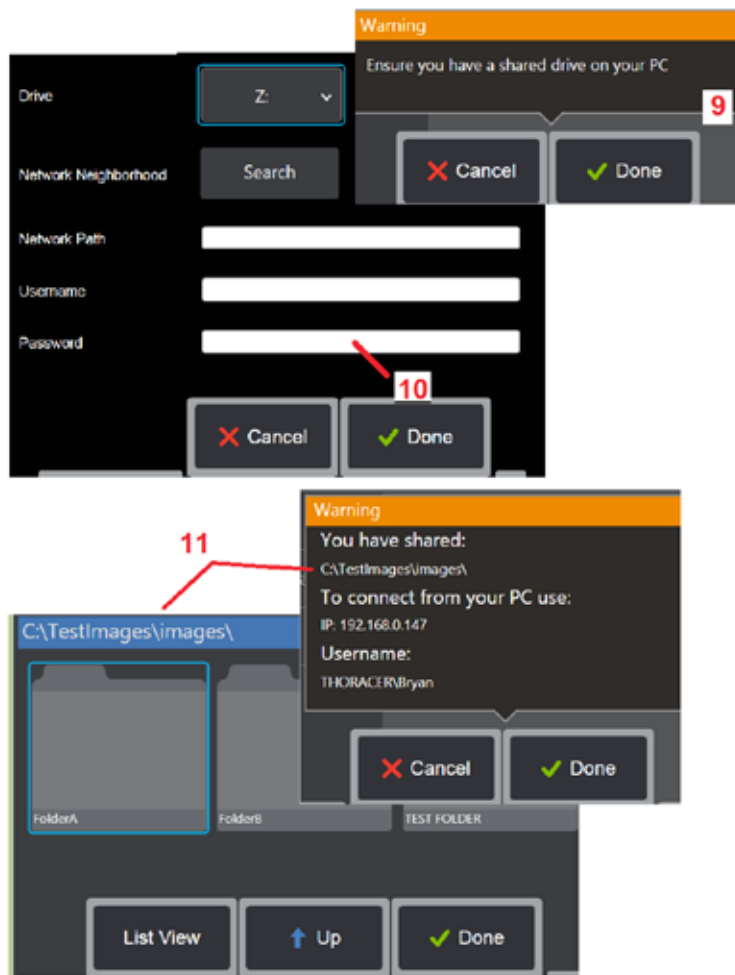 Warning
Ensure you have a shared drive on your PC
9
Cancel
Done
Drive
Z:
Network Neighborhood
Search
Network Path
Username
Password
10
Cancel
Done
11
Warning
You have shared:
C:\TestImages\images\
To connect from your PC use:
IP: 192.168.0.147
Username:
THORACER\Bryan
Cancel
Done
C:\TestImages\images\
FolderA
FolderB
TEST FOLDER
List View
Up
Done